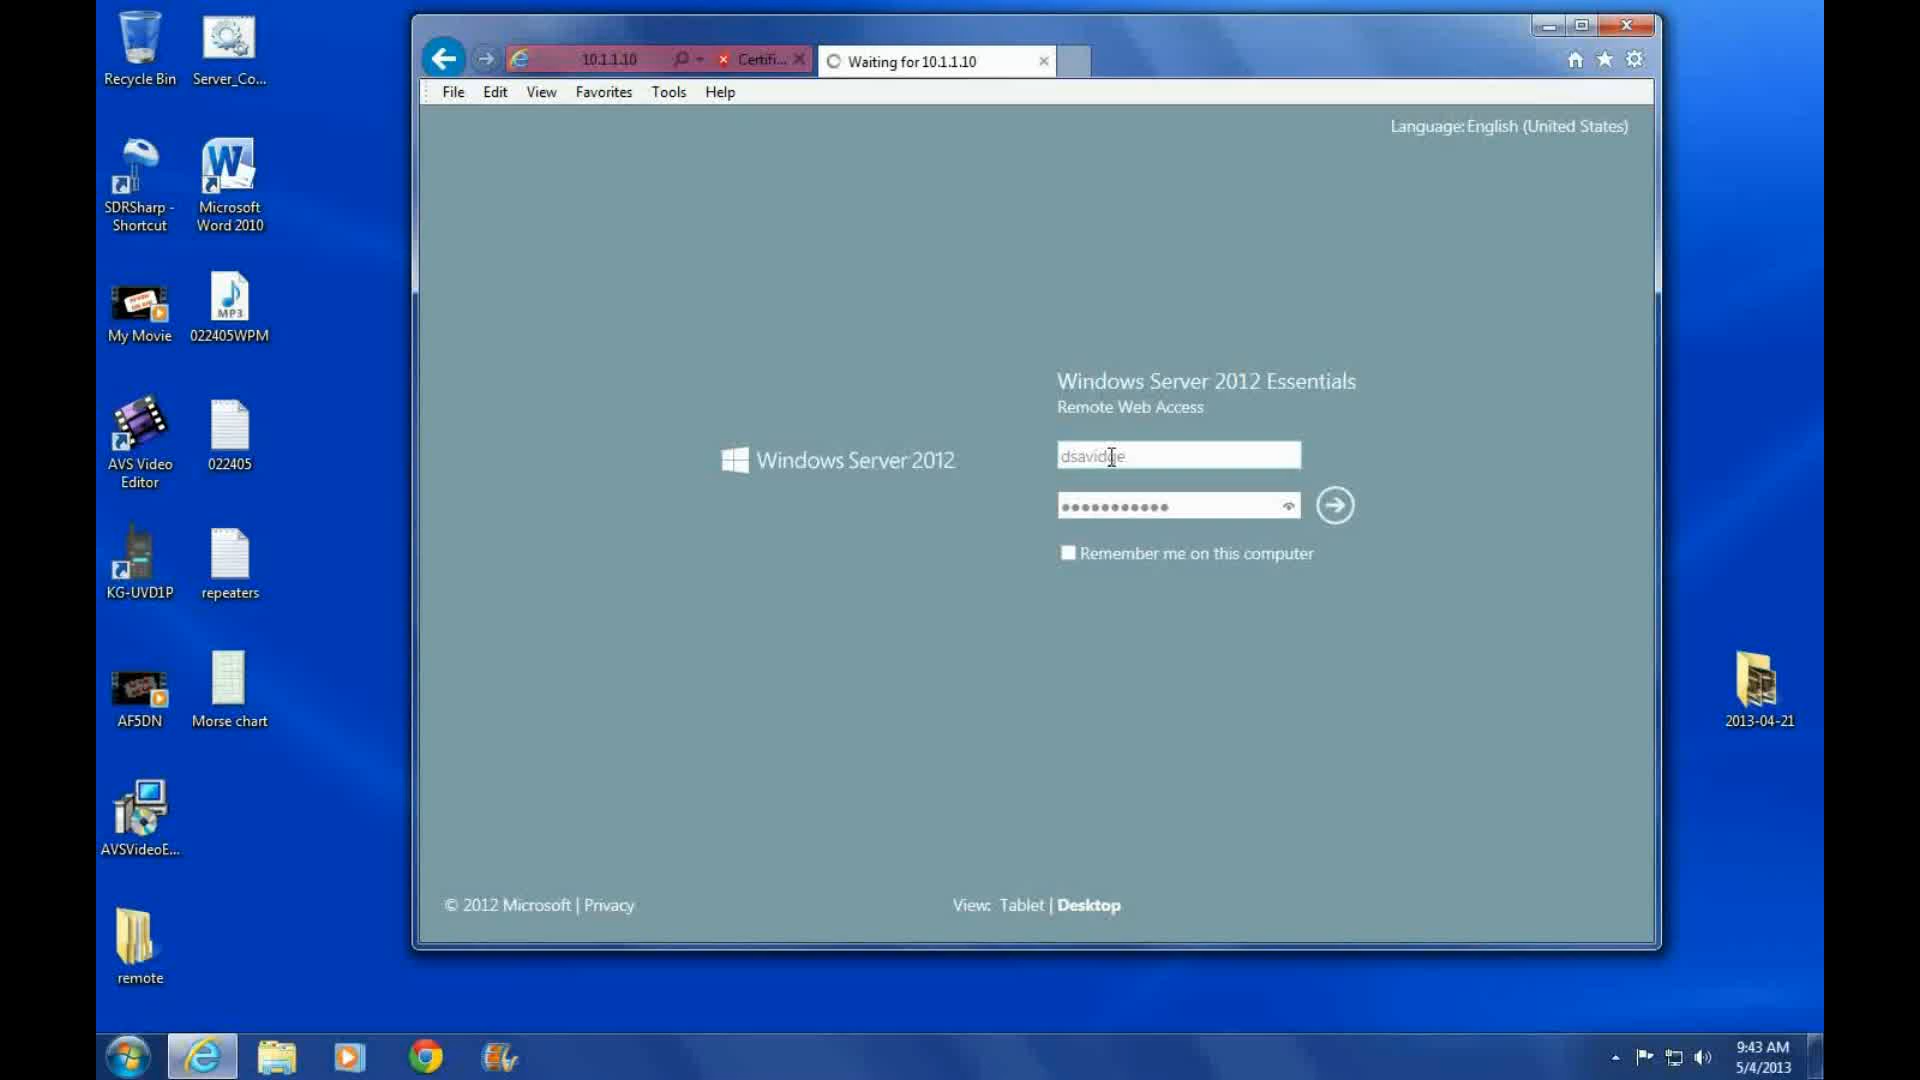 Recycle Bin
Server_Co...
SDRSharp -
Shortcut
Microsoft
Word 2010
My Movie
MP3
022405WPM
AVS Video
Editor
022405
KG-UVD1P
repeaters
AF5DN
Morse chart
AVSVideoE...
remote
10.1.1.10
Certifi...
Waiting for 10.1.1.10
File Edit View Favorites Tools Help
Language: English (United States)
Windows Server 2012 Essentials
Remote Web Access
Windows Server 2012
dsavidge
Remember me on this computer
© 2012 Microsoft | Privacy
View: Tablet | Desktop
2013-04-21
9:43 AM
5/4/2013